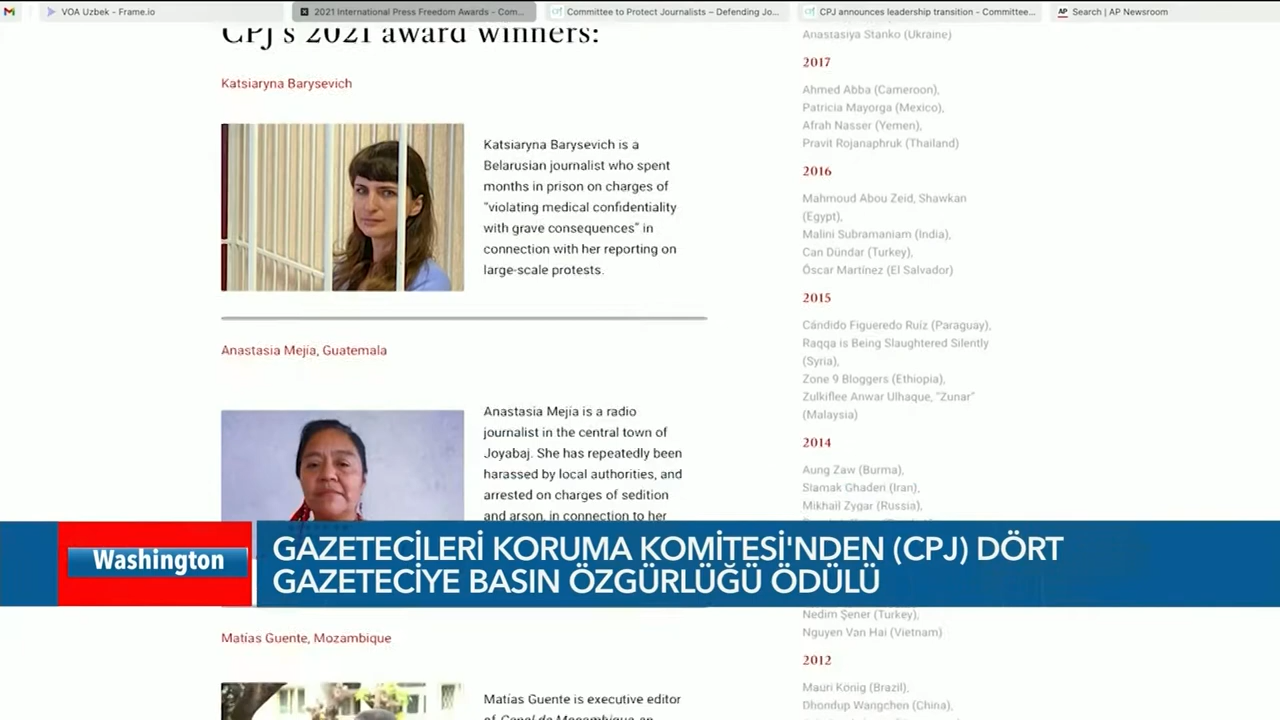 VOA Uzbek - Frame.io
2021 International Press Freedom Awards - Com...
Committee to Protect Journalists – Defending Jo...
CPJ announces leadership transition - Committee...
AP Search | AP Newsroom
CPJ's 2021 award winners:
Katsiaryna Barysevich
Katsiaryna Barysevich is a
Belarusian journalist who spent
months in prison on charges of
"violating medical confidentiality
with grave consequences" in
connection with her reporting on
large-scale protests.
Anastasia Mejía, Guatemala
Anastasia Mejía is a radio
journalist in the central town of
Joyabaj. She has repeatedly been
harassed by local authorities, and
arrested on charges of sedition
and arson, in connection to her
Matías Guente, Mozambique
Matías Guente is executive editor
of Canal de Moçambique, an
Anastasiya Stanko (Ukraine)
2017
Ahmed Abba (Cameroon),
Patricia Mayorga (Mexico),
Afrah Nasser (Yemen),
Pravit Rojanaphruk (Thailand)
2016
Mahmoud Abou Zeid, Shawkan
(Egypt),
Malini Subramaniam (India),
Can Dündar (Turkey),
Óscar Martínez (El Salvador)
2015
Cándido Figueredo Ruíz (Paraguay),
Raqqa is Being Slaughtered Silently
(Syria),
Zone 9 Bloggers (Ethiopia),
Zulkiflee Anwar Ulhaque, "Zunar"
(Malaysia)
2014
Aung Zaw (Burma),
Siamak Ghaderi (Iran),
Mikhail Zygar (Russia),
Nedim Şener (Turkey),
Nguyen Van Hai (Vietnam)
2012
Mauri König (Brazil),
Dhondup Wangchen (China),
Washington
GAZETECİLERİ KORUMA KOMİTESİ'NDEN (CPJ) DÖRT
GAZETECİYE BASIN ÖZGÜRLÜĞÜ ÖDÜLÜ